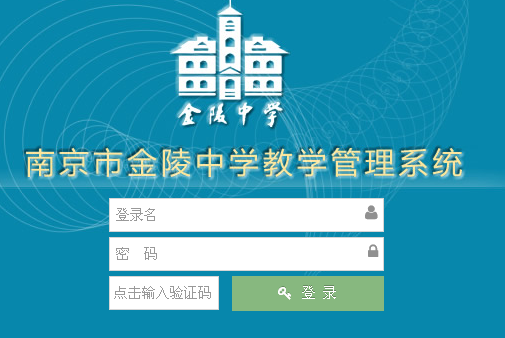 金陵中学
南京市金陵中学教学管理系统
登录名
密 码
点击输入验证码 登 录